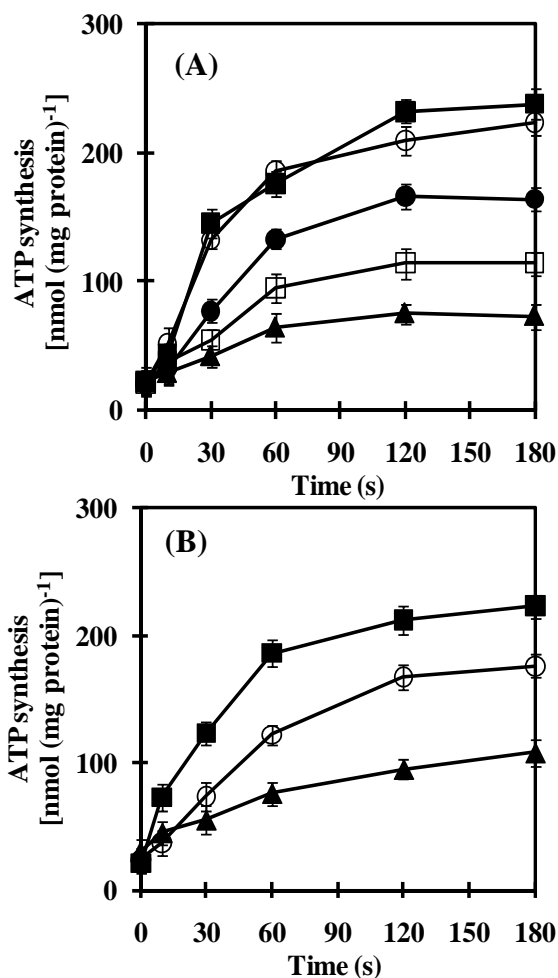 300
(A)
200
ATP synthesis
[nmol (mg protein)-1]
100
0
0 30 60 90 120 150 180
Time (s)
300
(B)
200
ATP synthesis
[nmol (mg protein)-1]
100
0
0 30 60 90 120 150 180
Time (s)